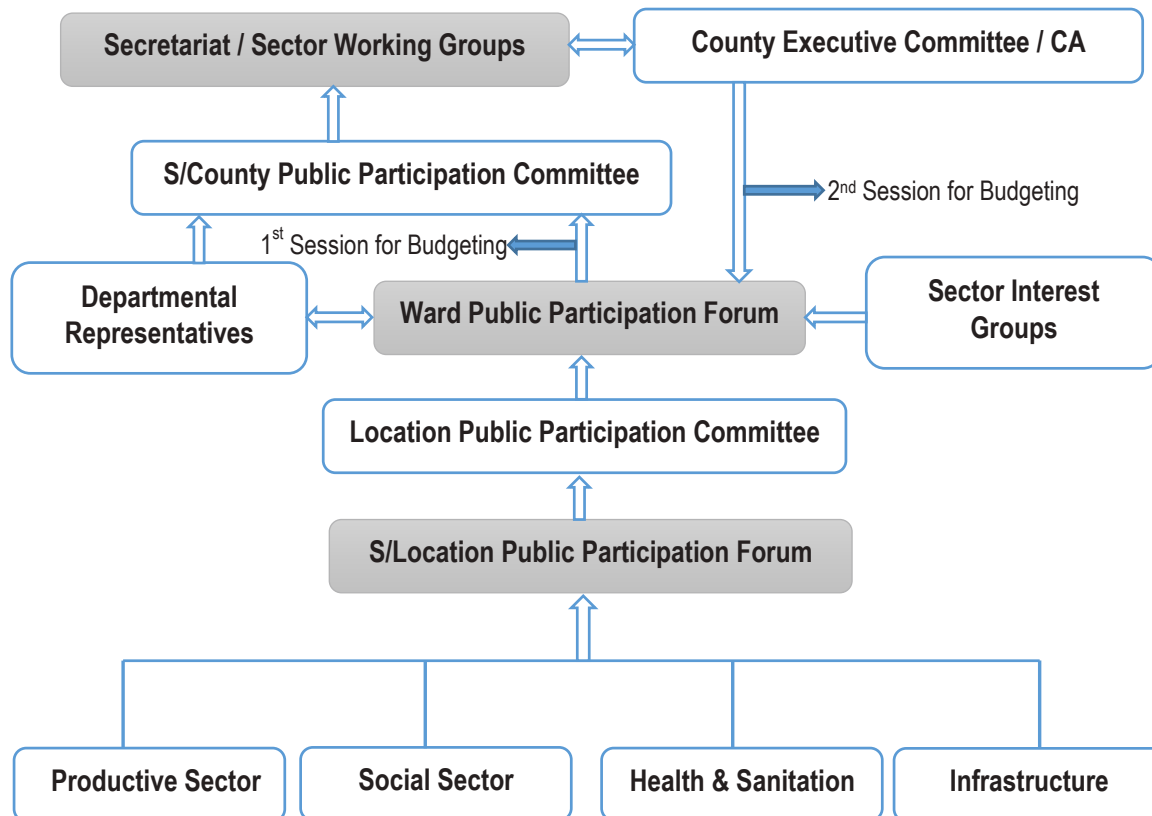 Secretariat / Sector Working Groups
County Executive Committee / CA
S/County Public Participation Committee
2nd Session for Budgeting
1st Session for Budgeting
Departmental
Representatives
Ward Public Participation Forum
Sector Interest
Groups
Location Public Participation Committee
S/Location Public Participation Forum
Productive Sector
Social Sector
Health & Sanitation
Infrastructure